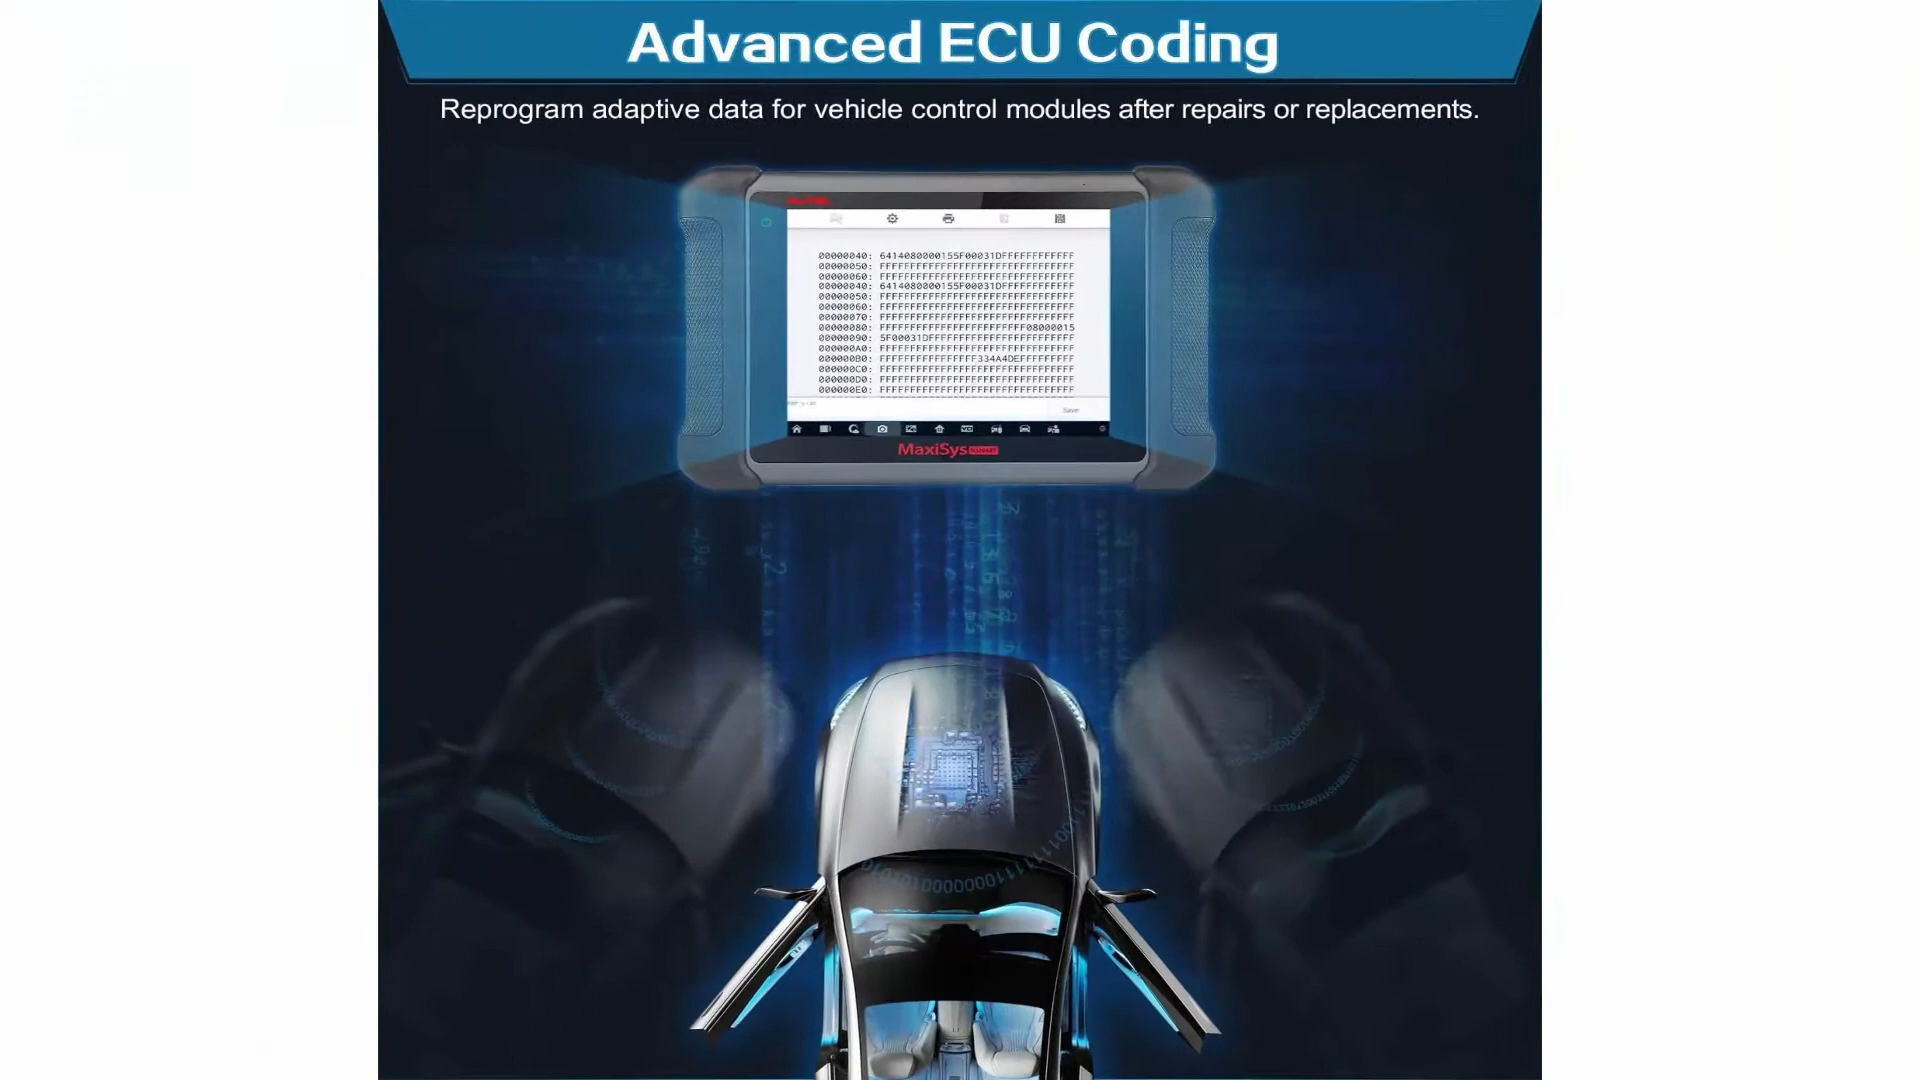 Advanced ECU Coding
Reprogram adaptive data for vehicle control modules after repairs or replacements.
AUTEL
00000040: 6414080000155F00031DFFFFFFFFFFFF
00000050: FFFFFFFFFFFFFFFFFFFFFFFFFFFFFFFF
00000060: FFFFFFFFFFFFFFFFFFFFFFFFFFFFFFFF
00000040: 6414080000155F00031DFFFFFFFFFFFF
00000050: FFFFFFFFFFFFFFFFFFFFFFFFFFFFFFFF
00000060: FFFFFFFFFFFFFFFFFFFFFFFFFFFFFFFF
00000070: FFFFFFFFFFFFFFFFFFFFFFFFFFFFFFFF
00000080: FFFFFFFFFFFFFFFFFFFFFFFF08000015
00000090: 5F00031DFFFFFFFFFFFFFFFFFFFFFFFF
000000A0: FFFFFFFFFFFFFFFFFFFFFFFFFFFFFFFF
000000B0: FFFFFFFFFFFFFFFF334A4DEFFFFFFFFF
000000C0: FFFFFFFFFFFFFFFFFFFFFFFFFFFFFFFF
000000D0: FFFFFFFFFFFFFFFFFFFFFFFFFFFFFFFF
000000E0: FFFFFFFFFFFFFFFFFFFFFFFFFFFFFFFF
Save
MaxiSys